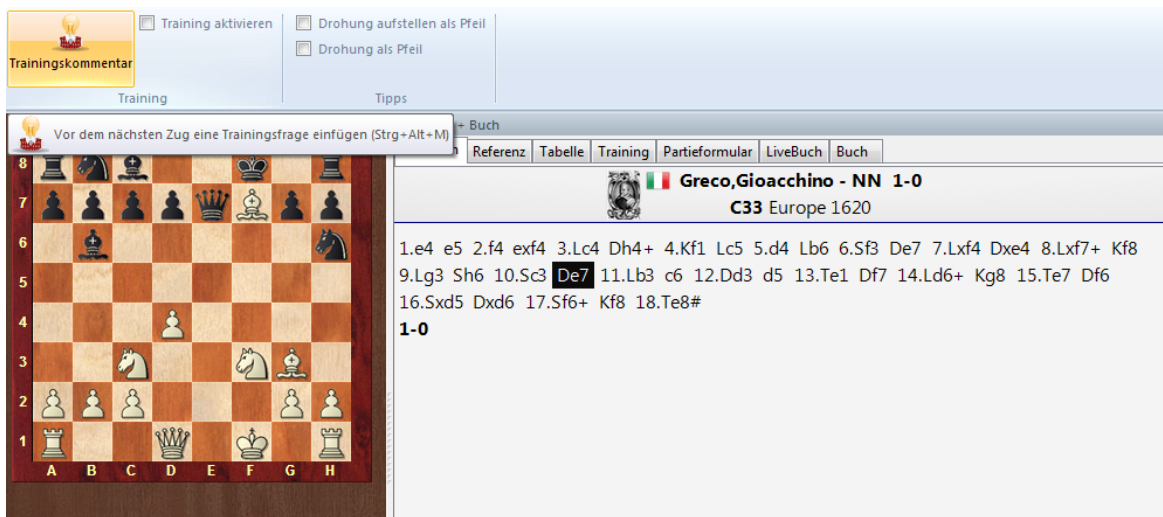 Training aktivieren
Drohung aufstellen als Pfeil
Drohung als Pfeil
Trainingskommentar
Training
Tipps
Vor dem nächsten Zug eine Trainingsfrage einfügen (Strg+Alt+M)
+ Buch
Referenz Tabelle Training Partieformular LiveBuch Buch
Greco,Gioacchino - NN 1-0
C33 Europe 1620
1.e4 e5 2.f4 exf4 3.Lc4 Dh4+ 4.Kf1 Lc5 5.d4 Lb6 6.Sf3 De7 7.Lxf4 Dxe4 8.Lxf7+ Kf8
9.Lg3 Sh6 10.Sc3 De7 11.Lb3 c6 12.Dd3 d5 13.Te1 Df7 14.Ld6+ Kg8 15.Te7 Df6
16.Sxd5 Dxd6 17.Sf6+ Kf8 18.Te8#
1-0
8
7
6
5
4
3
2
1
A B C D E F G H